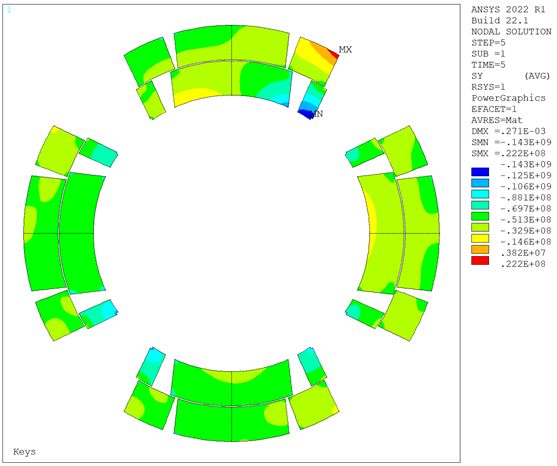 1
ANSYS 2022 R1
Build 22.1
NODAL SOLUTION
STEP=5
SUB =1
TIME=5
SY (AVG)
RSYS=1
PowerGraphics
EFACET=1
AVRES=Mat
DMX =.271E-03
SMN =-.143E+09
SMX =.222E+08
-.143E+09
-.125E+09
-.106E+09
-.881E+08
-.697E+08
-.513E+08
-.329E+08
-.146E+08
.382E+07
.222E+08
MX
MN
Keys